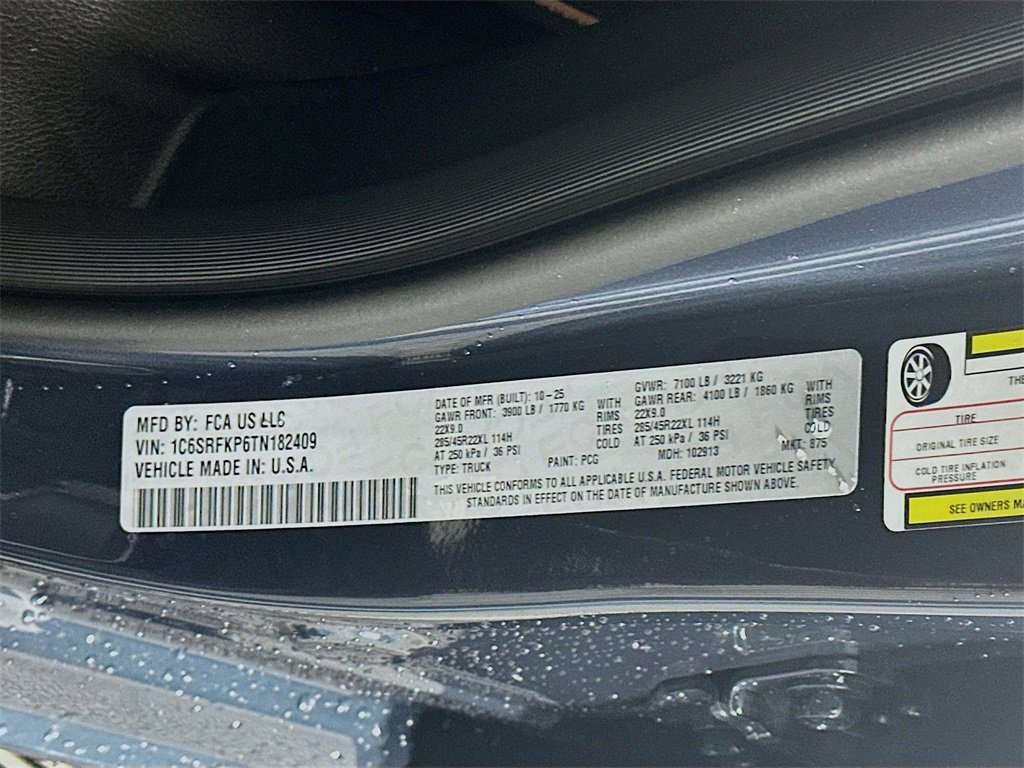 MFD BY: FCA US LLC
VIN: 1C6SRFKP6TN182409
VEHICLE MADE IN: U.S.A.
DATE OF MFR (BUILT): 10-25
GAWR FRONT: 3900 LB / 1770 KG WITH
22X9.0 RIMS
285/45R22XL 114H TIRES
AT 250 kPa / 36 PSI COLD
TYPE: TRUCK PAINT: PCG
GVWR: 7100 LB / 3221 KG
GAWR REAR: 4100 LB / 1860 KG WITH
22X9.0 RIMS
285/45R22XL 114H TIRES
AT 250 kPa / 36 PSI COLD
MDH: 102913 MKT: 875
THIS VEHICLE CONFORMS TO ALL APPLICABLE U.S.A. FEDERAL MOTOR VEHICLE SAFETY
STANDARDS IN EFFECT ON THE DATE OF MANUFACTURE SHOWN ABOVE.
TIRE
ORIGINAL TIRE SIZE
COLD TIRE INFLATION
PRESSURE
SEE OWNERS